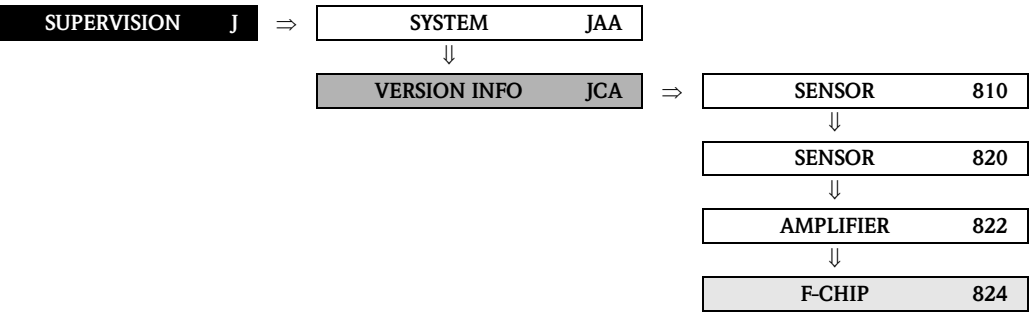 SUPERVISION J ⇒ SYSTEM JAA
⇓
VERSION INFO JCA ⇒ SENSOR 810
⇓
SENSOR 820
⇓
AMPLIFIER 822
⇓
F-CHIP 824